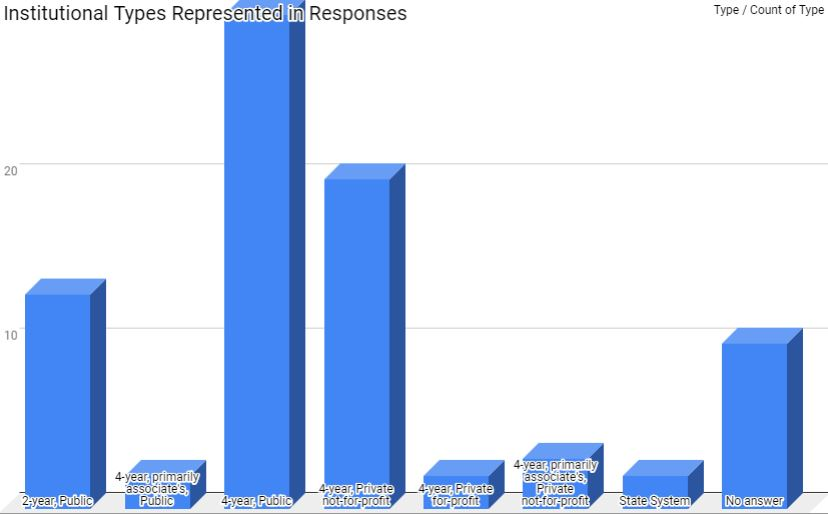 Institutional Types Represented in Responses
Type / Count of Type
20
10
2-year, Public
4-year, primarily
associate's,
Public
4-year, Public
4-year, Private
not-for-profit
4-year, Private
for-profit
4-year, primarily
associate's,
Private
not-for-profit
State System
No answer